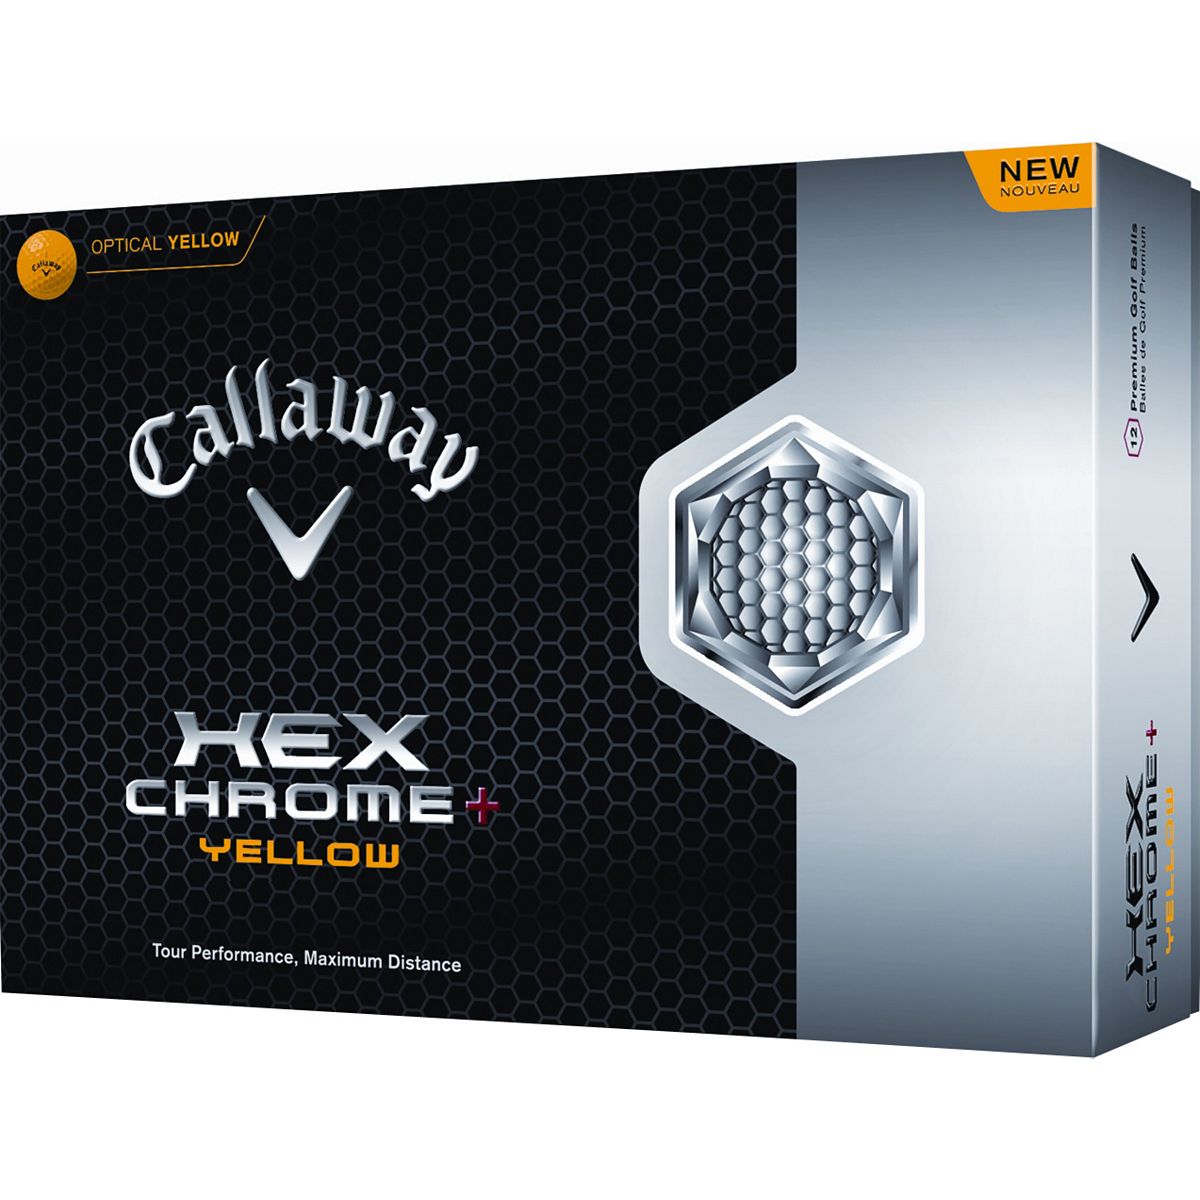 NEW
NOUVEAU
OPTICAL YELLOW
Callaway
Callaway
HEX
CHROME+
YELLOW
Tour Performance, Maximum Distance
12 Premium Golf Balls
Balles de Golf Premium
HEX
CHROME+
YELLOW